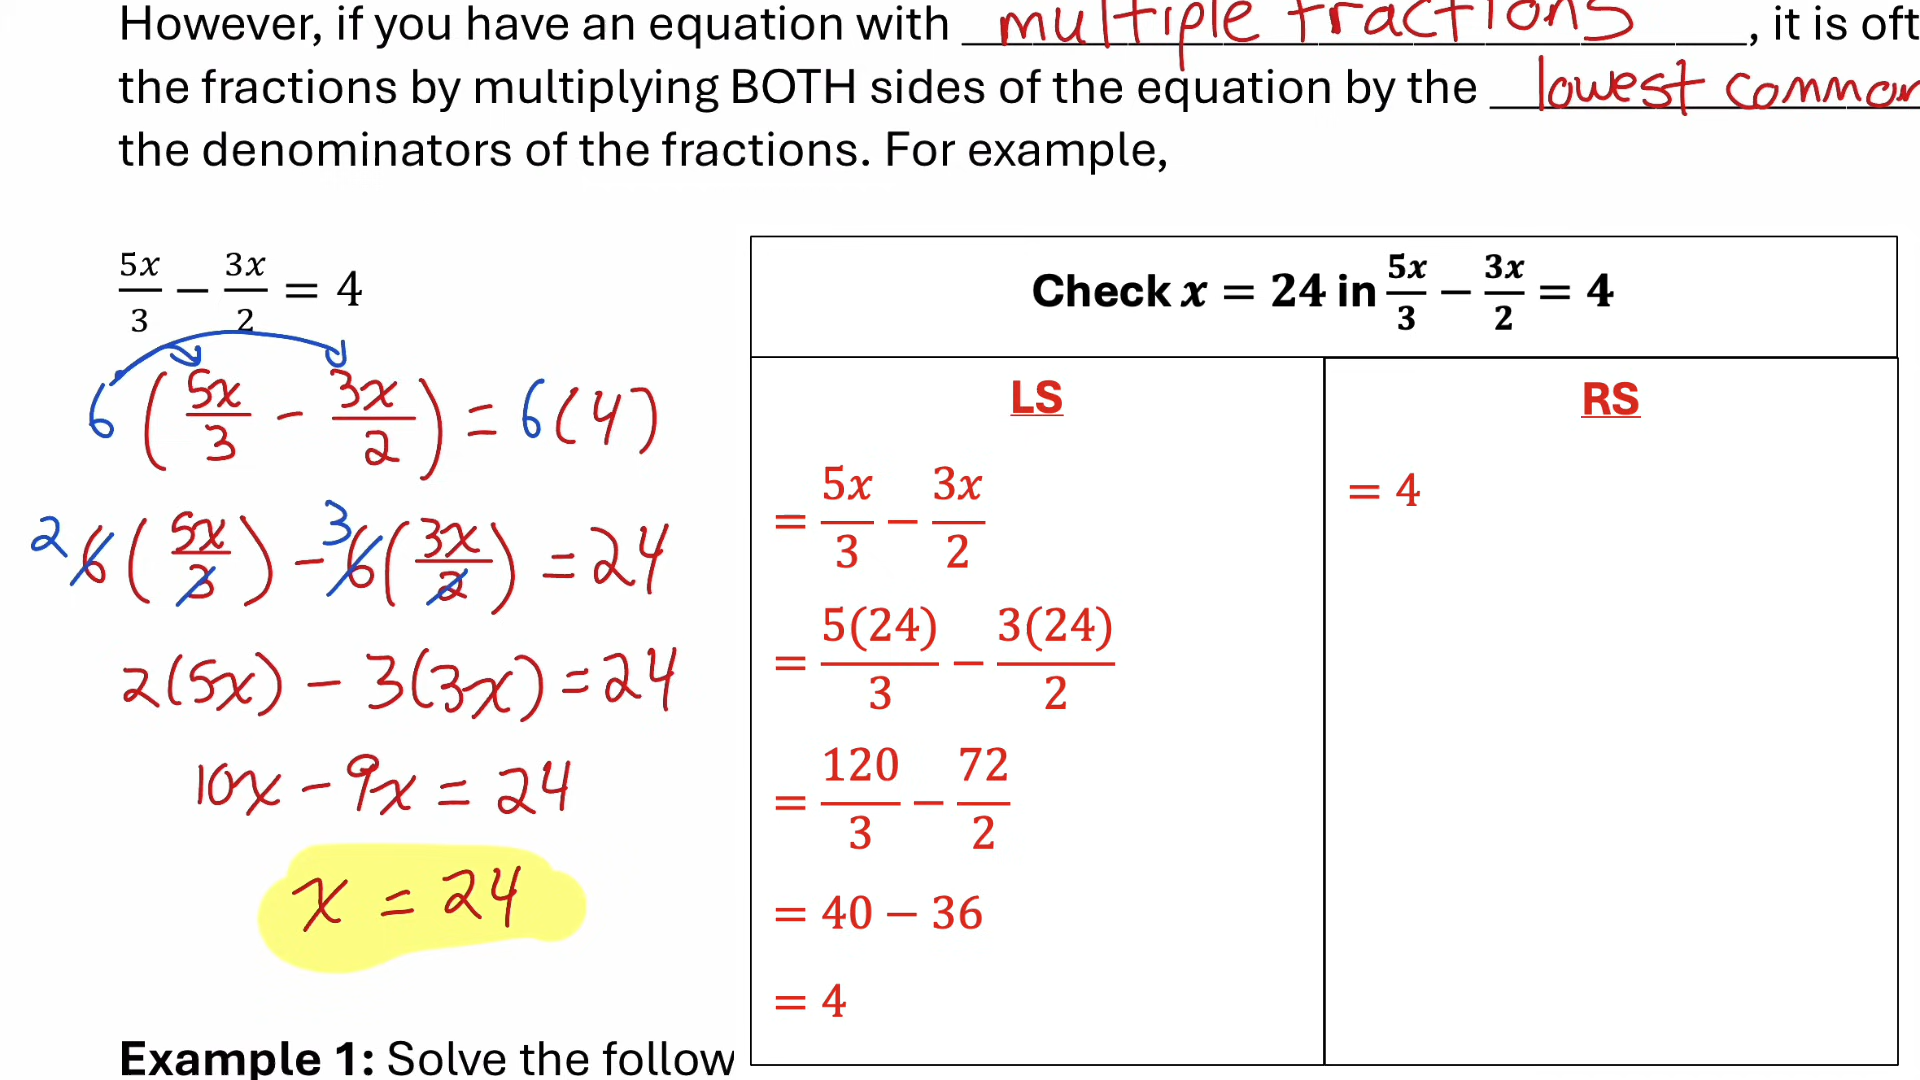 However, if you have an equation with multiple fractions, it is oft
the fractions by multiplying BOTH sides of the equation by the lowest common
the denominators of the fractions. For example,
5x/3 − 3x/2 = 4
6(5x/3 − 3x/2) = 6(4)
2 6(5x/3) − 3 6(3x/2) = 24
2(5x) − 3(3x) = 24
10x − 9x = 24
x = 24
Check x = 24 in 5x/3 − 3x/2 = 4
LS
= 5x/3 − 3x/2
= 5(24)/3 − 3(24)/2
= 120/3 − 72/2
= 40 − 36
= 4
RS
= 4
Example 1: Solve the follow